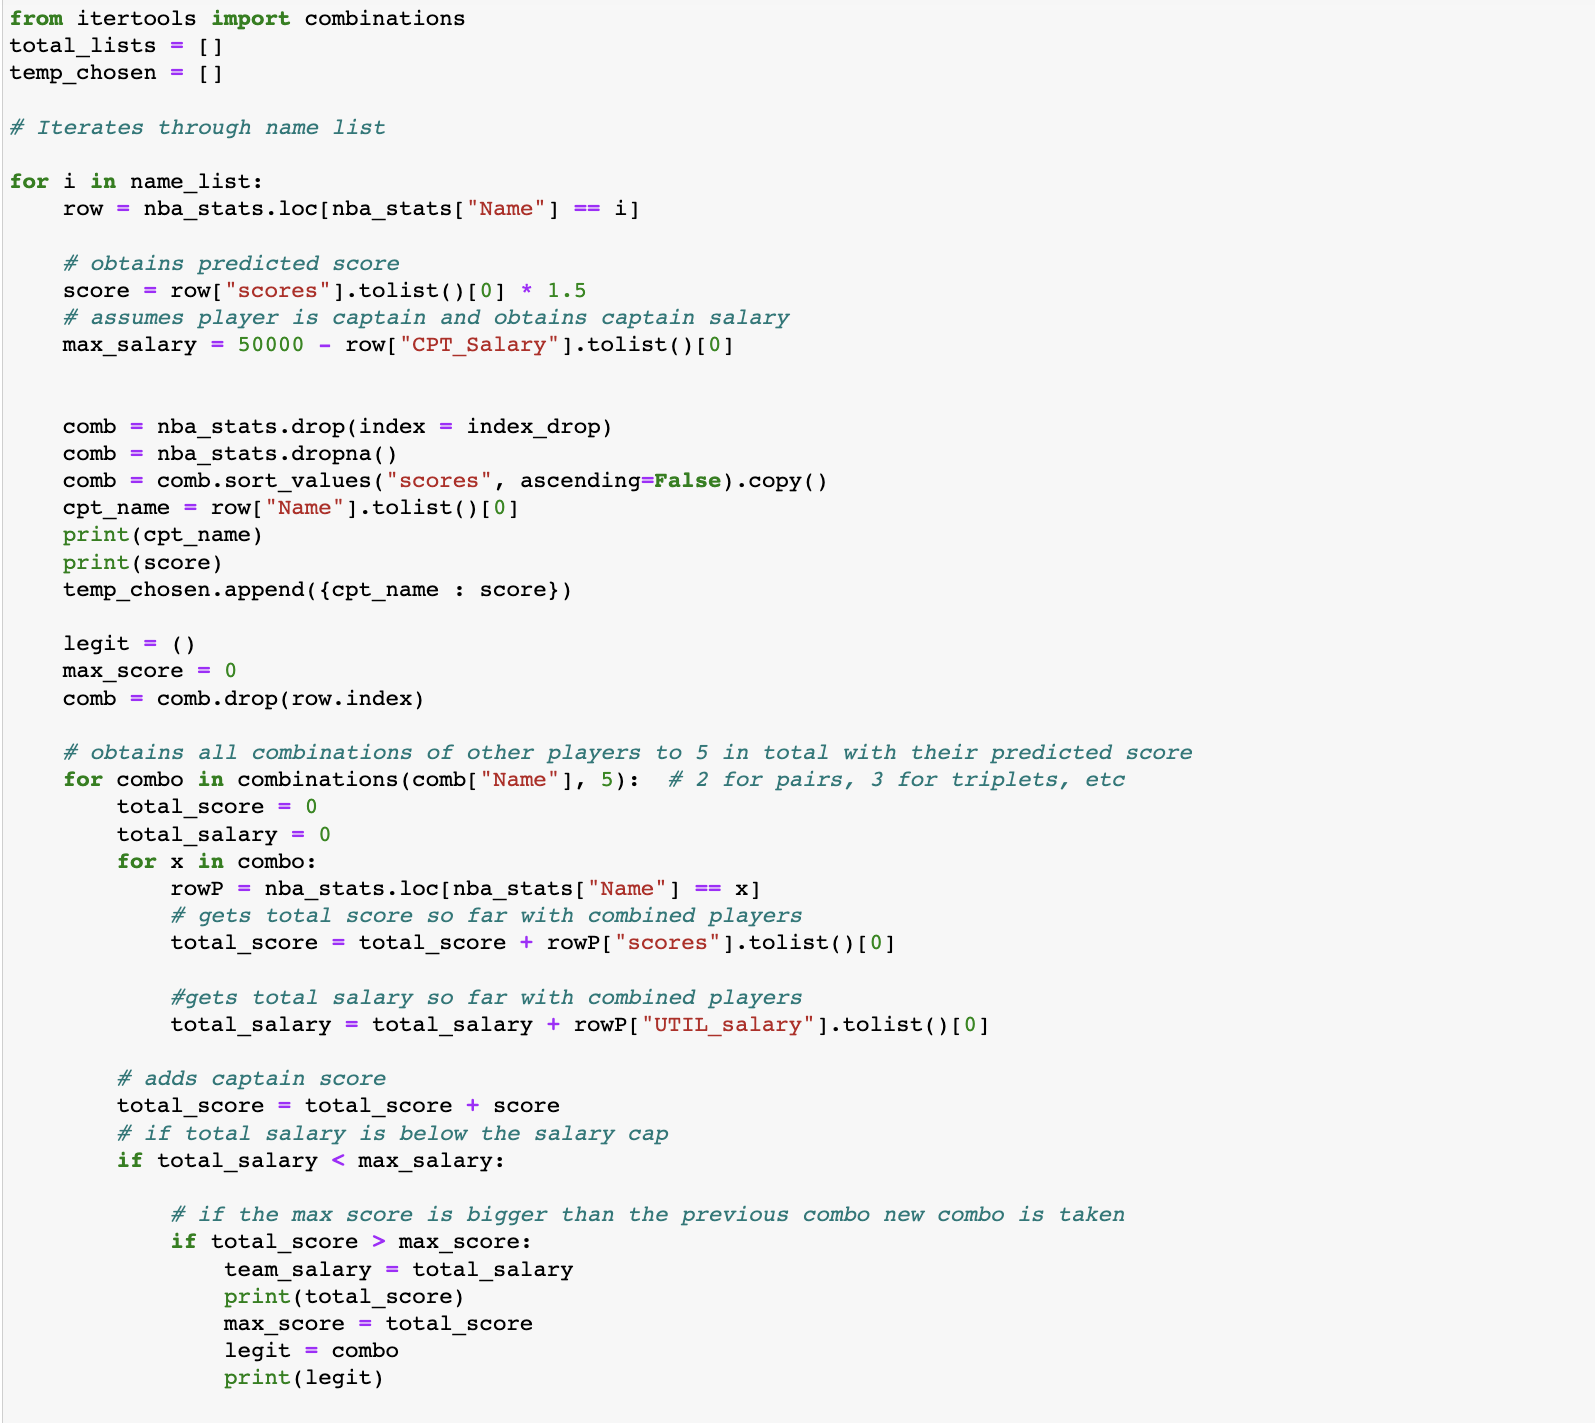 from itertools import combinations
total_lists = []
temp_chosen = []

# Iterates through name list

for i in name_list:
    row = nba_stats.loc[nba_stats["Name"] == i]

    # obtains predicted score
    score = row["scores"].tolist()[0] * 1.5
    # assumes player is captain and obtains captain salary
    max_salary = 50000 - row["CPT_Salary"].tolist()[0]


    comb = nba_stats.drop(index = index_drop)
    comb = nba_stats.dropna()
    comb = comb.sort_values("scores", ascending=False).copy()
    cpt_name = row["Name"].tolist()[0]
    print(cpt_name)
    print(score)
    temp_chosen.append({cpt_name : score})

    legit = ()
    max_score = 0
    comb = comb.drop(row.index)

    # obtains all combinations of other players to 5 in total with their predicted score
    for combo in combinations(comb["Name"], 5):  # 2 for pairs, 3 for triplets, etc
        total_score = 0
        total_salary = 0
        for x in combo:
            rowP = nba_stats.loc[nba_stats["Name"] == x]
            # gets total score so far with combined players
            total_score = total_score + rowP["scores"].tolist()[0]

            #gets total salary so far with combined players
            total_salary = total_salary + rowP["UTIL_salary"].tolist()[0]

        # adds captain score
        total_score = total_score + score
        # if total salary is below the salary cap
        if total_salary < max_salary:

            # if the max score is bigger than the previous combo new combo is taken
            if total_score > max_score:
                team_salary = total_salary
                print(total_score)
                max_score = total_score
                legit = combo
                print(legit)